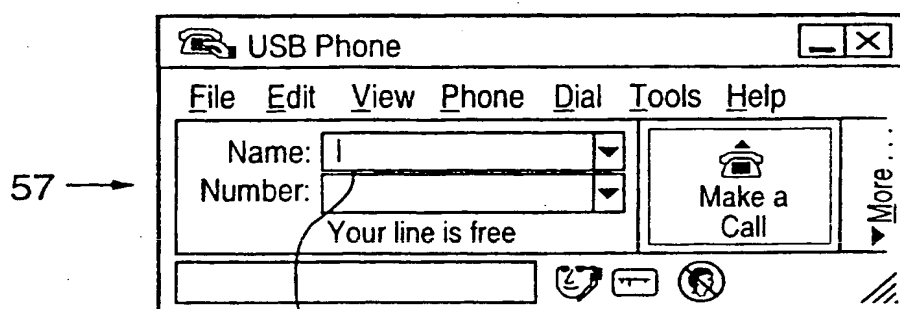 USB Phone
File Edit View Phone Dial Tools Help
Name: I
Number:
Your line is free
Make a
Call
More...
57